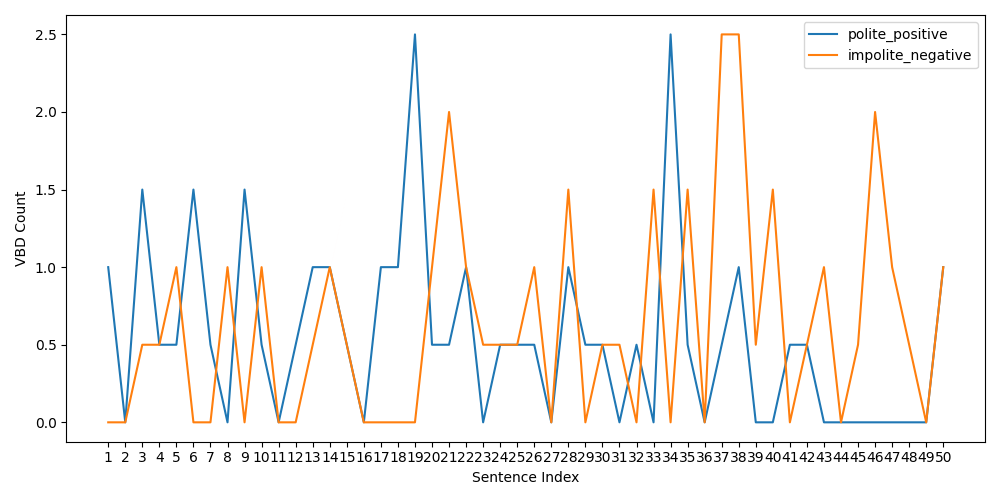 polite_positive
impolite_negative
2.5
2.0
1.5
1.0
0.5
0.0
VBD Count
1 2 3 4 5 6 7 8 9 10 11 12 13 14 15 16 17 18 19 20 21 22 23 24 25 26 27 28 29 30 31 32 33 34 35 36 37 38 39 40 41 42 43 44 45 46 47 48 49 50
Sentence Index